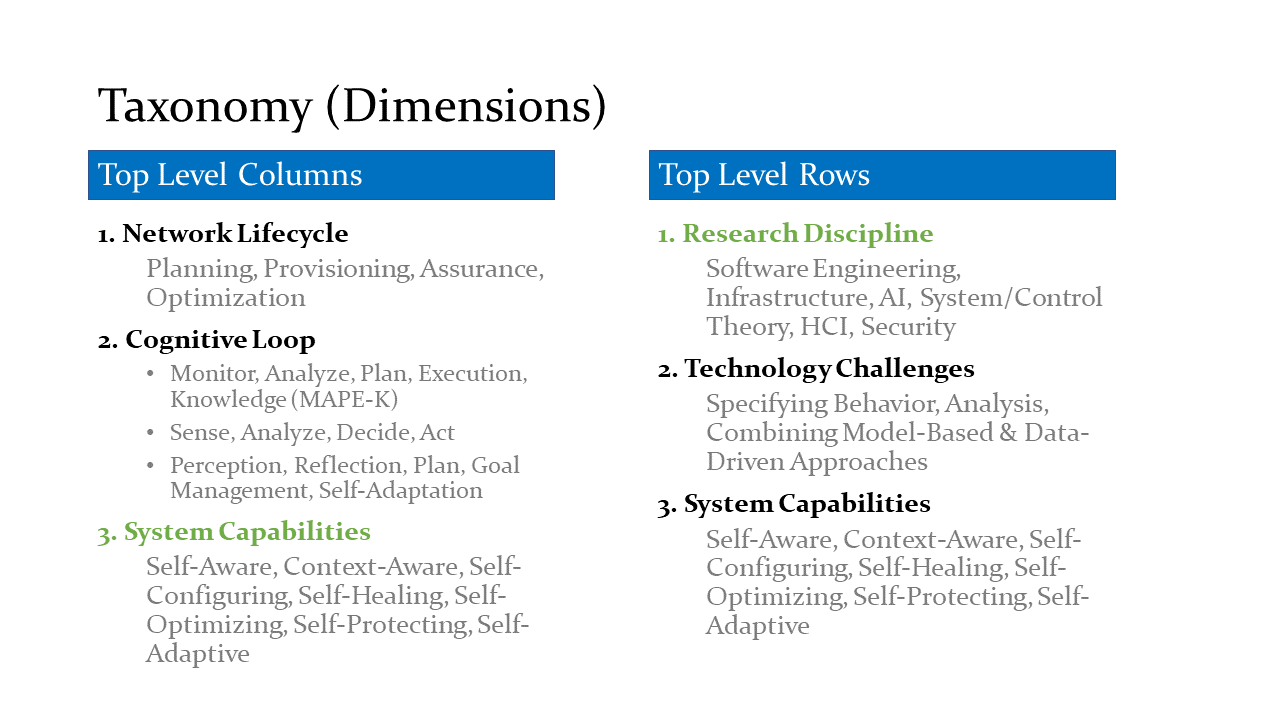 Taxonomy (Dimensions)
Top Level Columns
1. Network Lifecycle
Planning, Provisioning, Assurance,
Optimization
2. Cognitive Loop
• Monitor, Analyze, Plan, Execution,
Knowledge (MAPE-K)
• Sense, Analyze, Decide, Act
• Perception, Reflection, Plan, Goal
Management, Self-Adaptation
3. System Capabilities
Self-Aware, Context-Aware, Self-
Configuring, Self-Healing, Self-
Optimizing, Self-Protecting, Self-
Adaptive
Top Level Rows
1. Research Discipline
Software Engineering,
Infrastructure, AI, System/Control
Theory, HCI, Security
2. Technology Challenges
Specifying Behavior, Analysis,
Combining Model-Based & Data-
Driven Approaches
3. System Capabilities
Self-Aware, Context-Aware, Self-
Configuring, Self-Healing, Self-
Optimizing, Self-Protecting, Self-
Adaptive